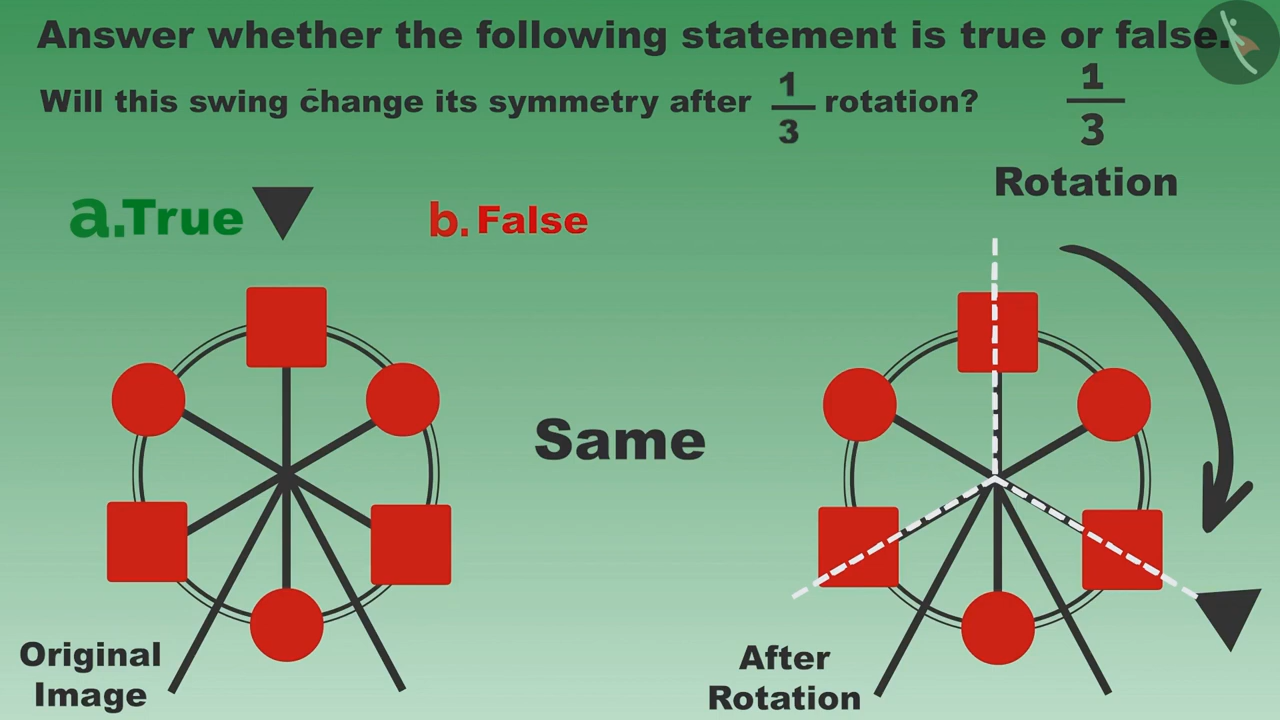 Answer whether the following statement is true or false.
Will this swing change its symmetry after 1/3 rotation?
1/3
Rotation
a.True
b. False
Same
Original
Image
After
Rotation